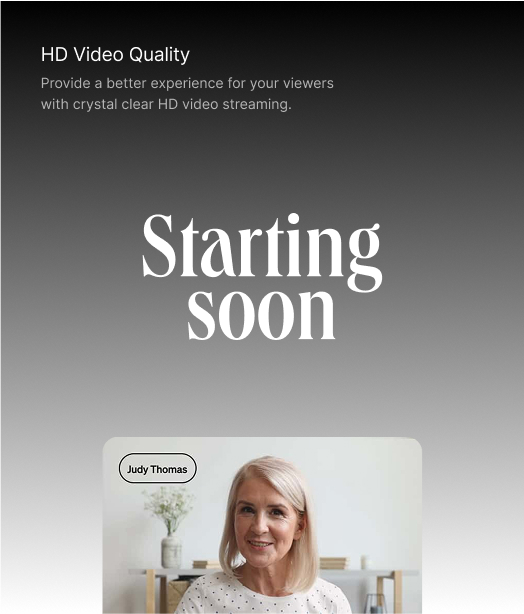 HD Video Quality
Provide a better experience for your viewers
with crystal clear HD video streaming.
Starting
soon
Judy Thomas